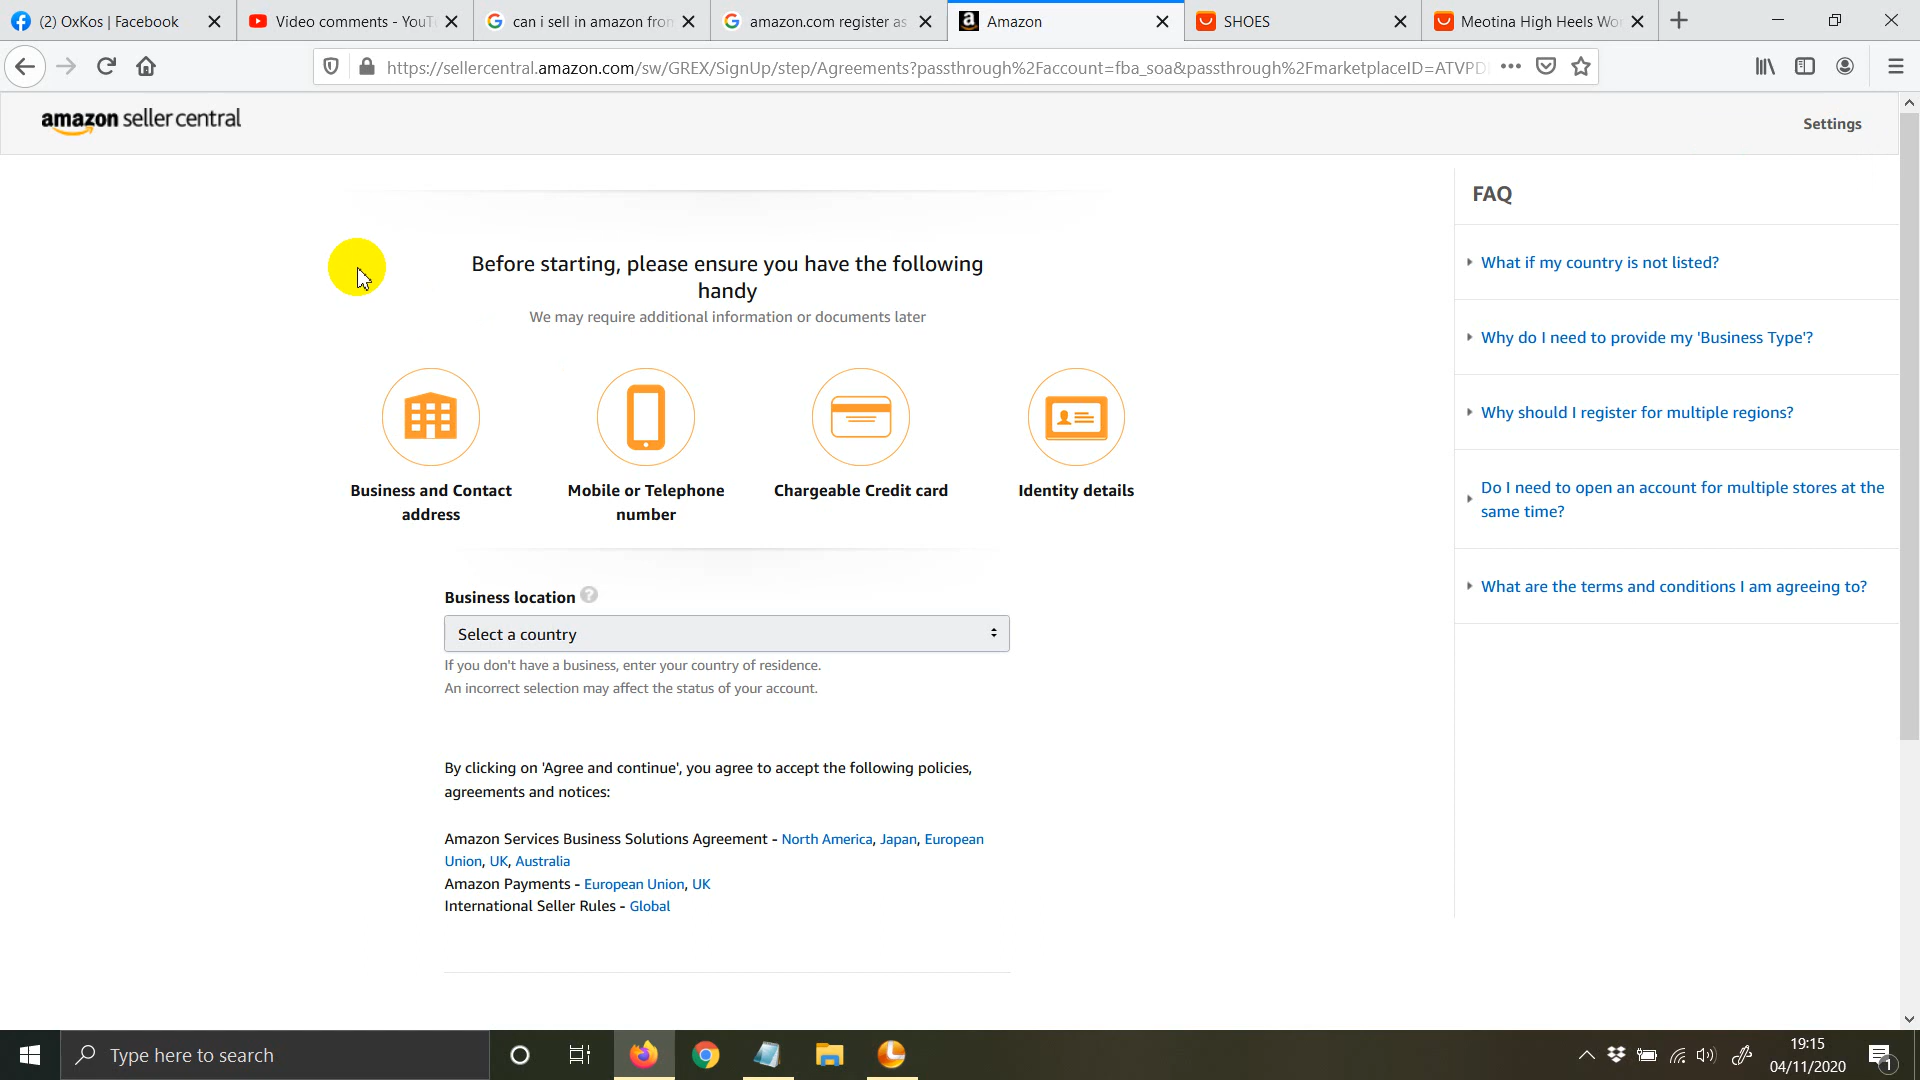 (2) OxKos | Facebook
Video comments - YouT
can i sell in amazon fron
amazon.com register as
Amazon
SHOES
Meotina High Heels Wo
https://sellercentral.amazon.com/sw/GREX/SignUp/step/Agreements?passthrough%2Faccount=fba_soa&passthrough%2FmarketplaceID=ATVPD
amazon seller central
Settings
Before starting, please ensure you have the following
handy
We may require additional information or documents later
Business and Contact
address
Mobile or Telephone
number
Chargeable Credit card
Identity details
Business location ?
Select a country
If you don't have a business, enter your country of residence.
An incorrect selection may affect the status of your account.
By clicking on 'Agree and continue', you agree to accept the following policies,
agreements and notices:
Amazon Services Business Solutions Agreement - North America, Japan, European
Union, UK, Australia
Amazon Payments - European Union, UK
International Seller Rules - Global
FAQ
What if my country is not listed?
Why do I need to provide my 'Business Type'?
Why should I register for multiple regions?
Do I need to open an account for multiple stores at the
same time?
What are the terms and conditions I am agreeing to?
Type here to search
19:15
04/11/2020
1